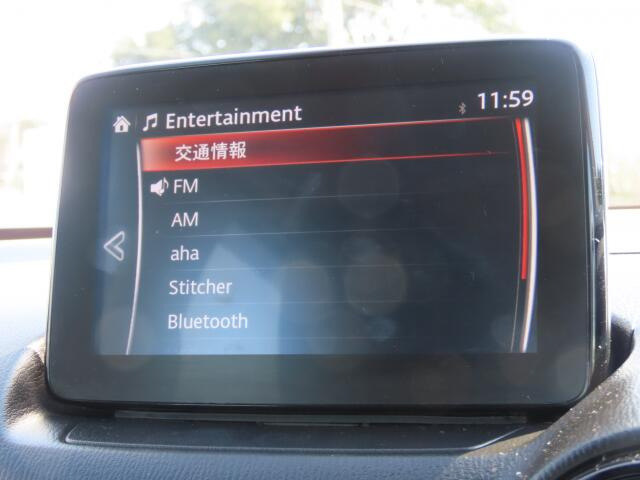 Entertainment
11:59
交通情報
FM
AM
aha
Stitcher
Bluetooth